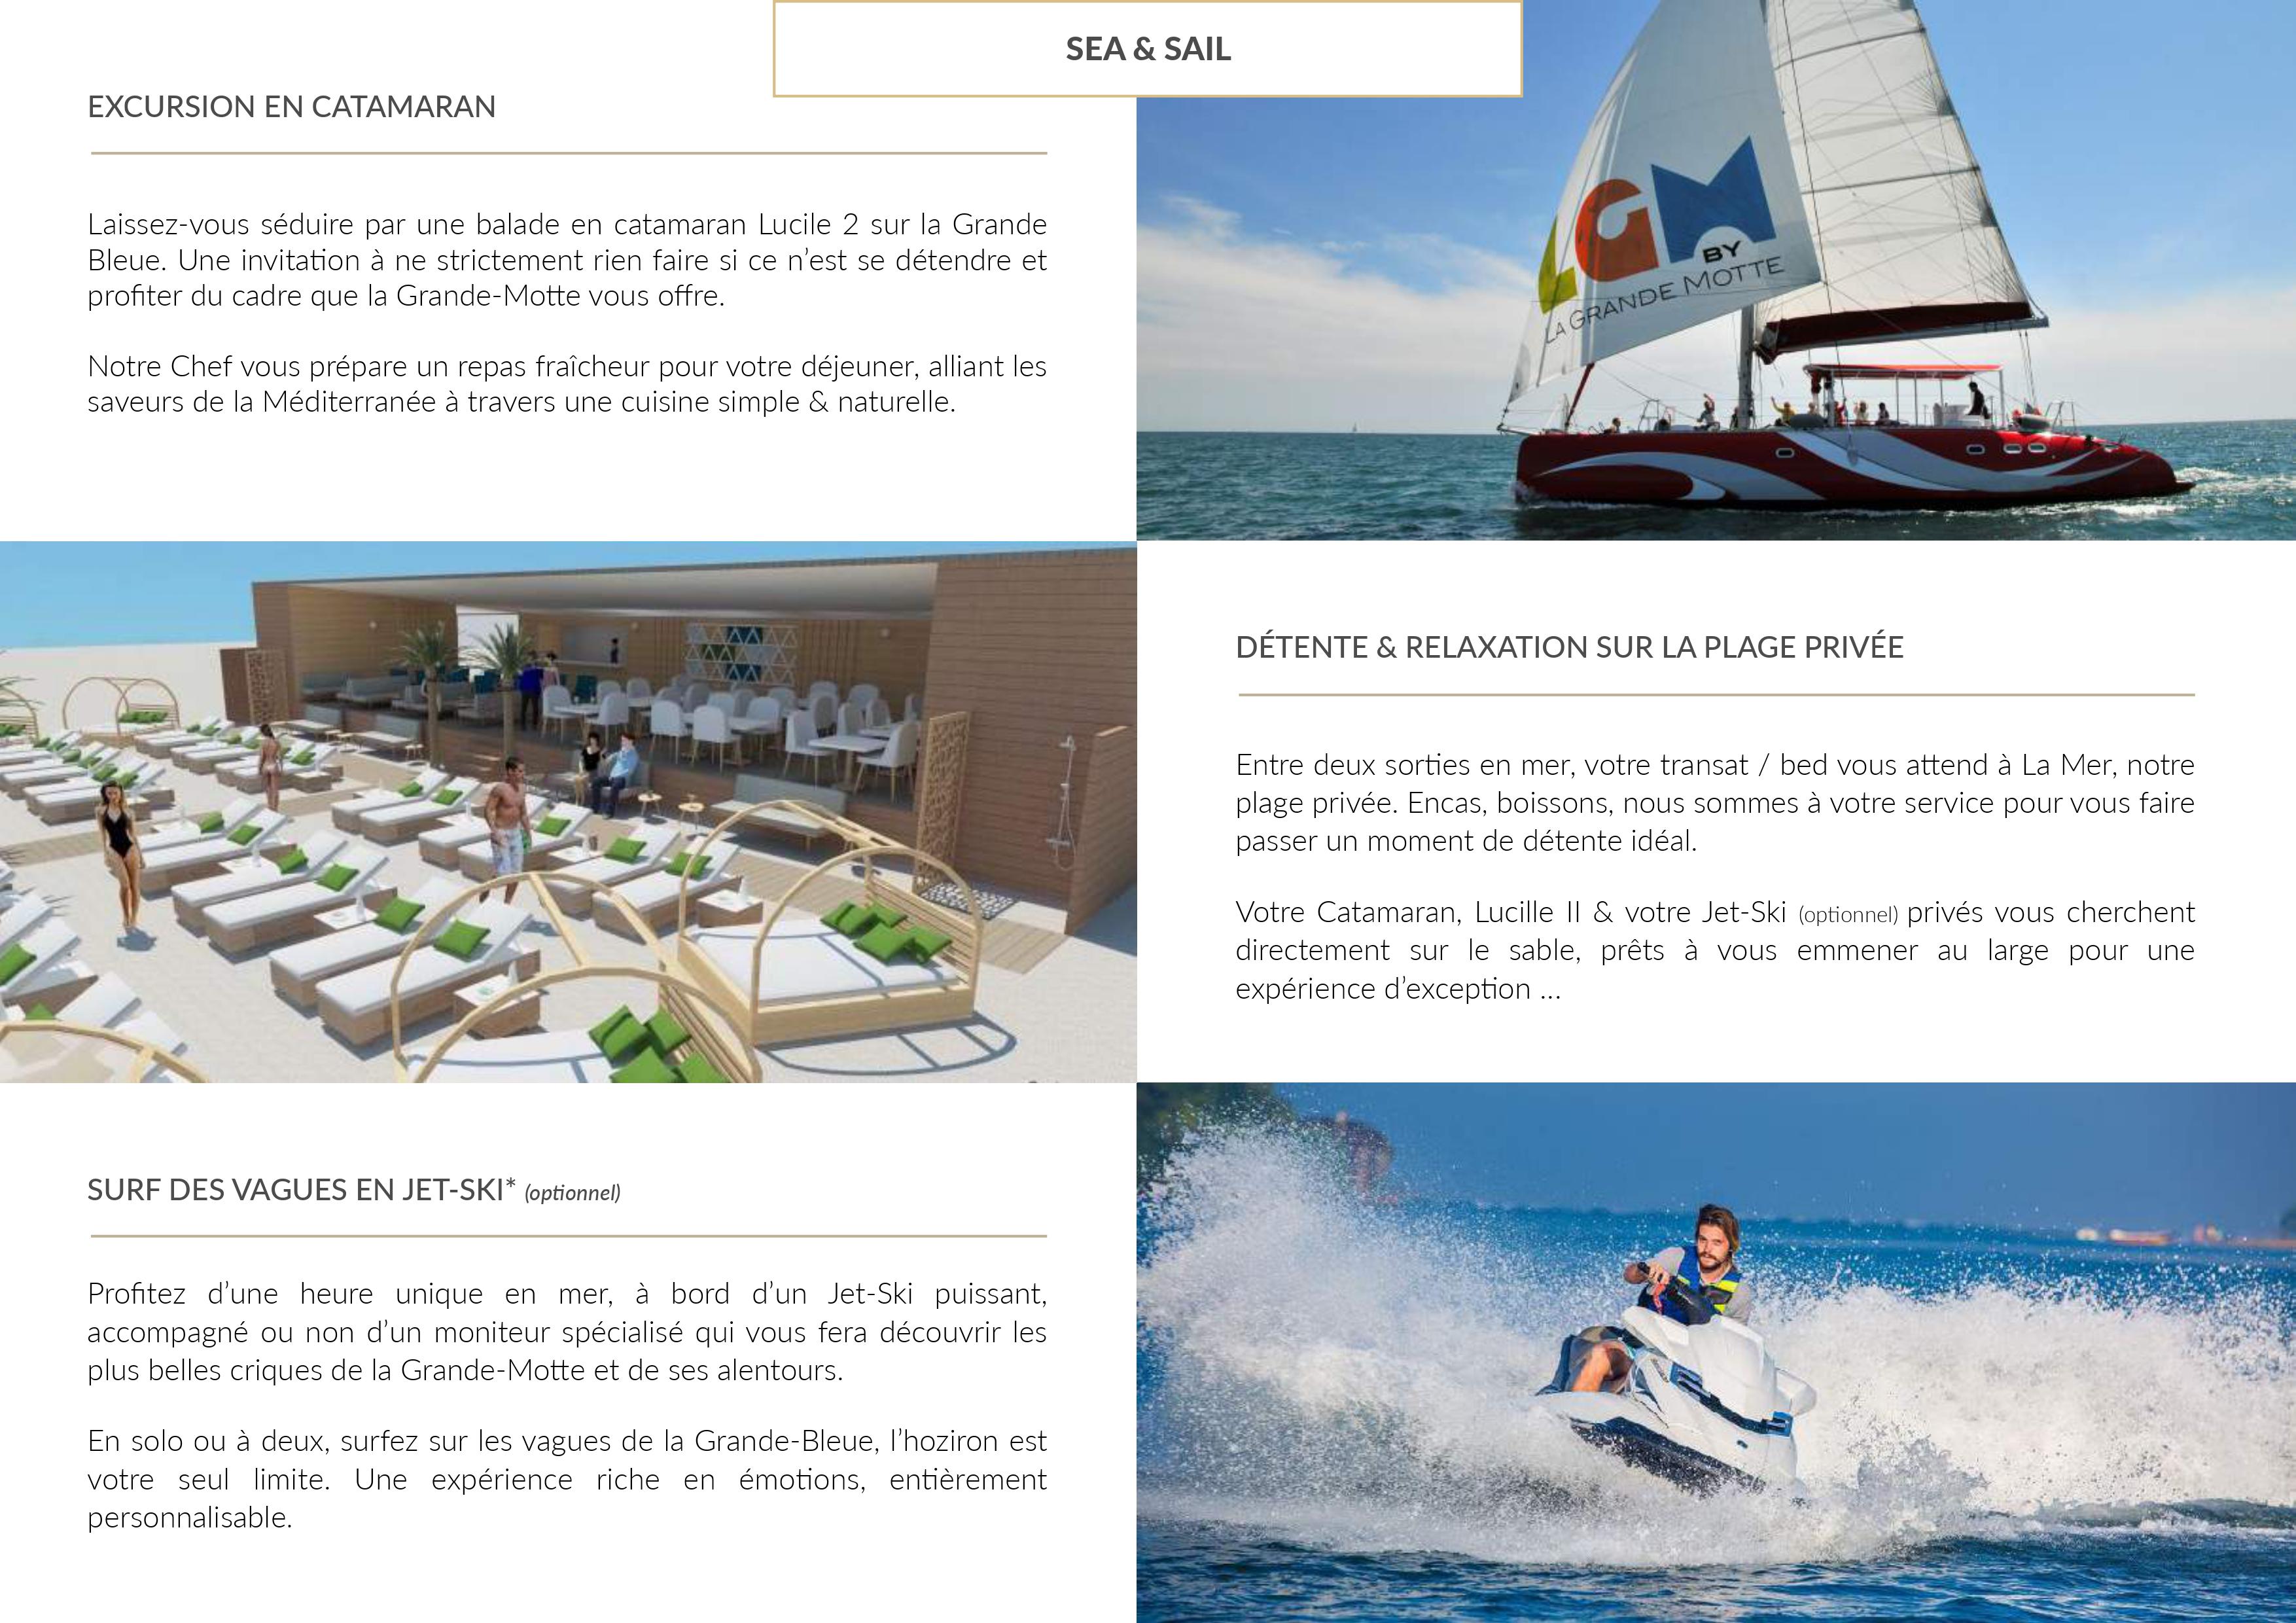 SEA & SAIL
EXCURSION EN CATAMARAN
Laissez-vous séduire par une balade en catamaran Lucile 2 sur la Grande
Bleue. Une invitation à ne strictement rien faire si ce n’est se détendre et
profiter du cadre que la Grande-Motte vous offre.
Notre Chef vous prépare un repas fraîcheur pour votre déjeuner, alliant les
saveurs de la Méditerranée à travers une cuisine simple & naturelle.
LGM
BY
LA GRANDE MOTTE
DÉTENTE & RELAXATION SUR LA PLAGE PRIVÉE
Entre deux sorties en mer, votre transat / bed vous attend à La Mer, notre
plage privée. Encas, boissons, nous sommes à votre service pour vous faire
passer un moment de détente idéal.
Votre Catamaran, Lucille II & votre Jet-Ski (optionnel) privés vous cherchent
directement sur le sable, prêts à vous emmener au large pour une
expérience d’exception ...
SURF DES VAGUES EN JET-SKI* (optionnel)
Profitez d’une heure unique en mer, à bord d’un Jet-Ski puissant,
accompagné ou non d’un moniteur spécialisé qui vous fera découvrir les
plus belles criques de la Grande-Motte et de ses alentours.
En solo ou à deux, surfez sur les vagues de la Grande-Bleue, l’hoziron est
votre seul limite. Une expérience riche en émotions, entièrement
personnalisable.